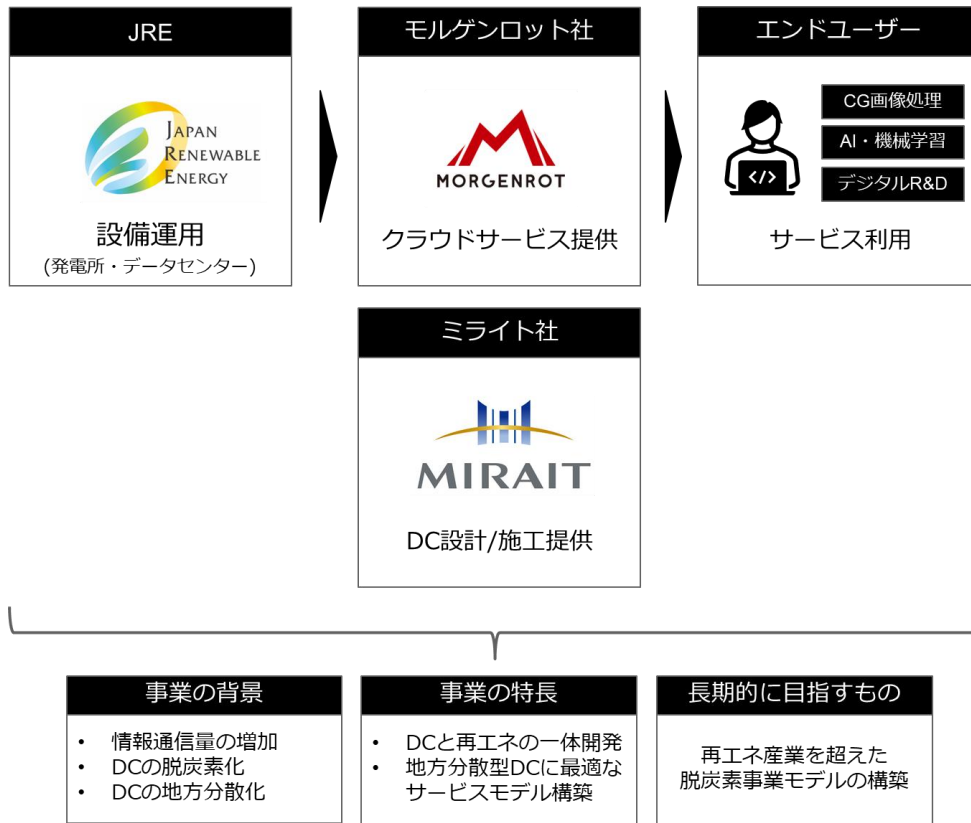 JRE
JAPAN
RENEWABLE
ENERGY
設備運用
(発電所・データセンター)
モルゲンロット社
MORGENROT
クラウドサービス提供
エンドユーザー
</>
CG画像処理
AI・機械学習
デジタルR&D
サービス利用
ミライト社
MIRAIT
DC設計/施工提供
事業の背景
• 情報通信量の増加
• DCの脱炭素化
• DCの地方分散化
事業の特長
• DCと再エネの一体開発
• 地方分散型DCに最適な
サービスモデル構築
長期的に目指すもの
再エネ産業を超えた
脱炭素事業モデルの構築